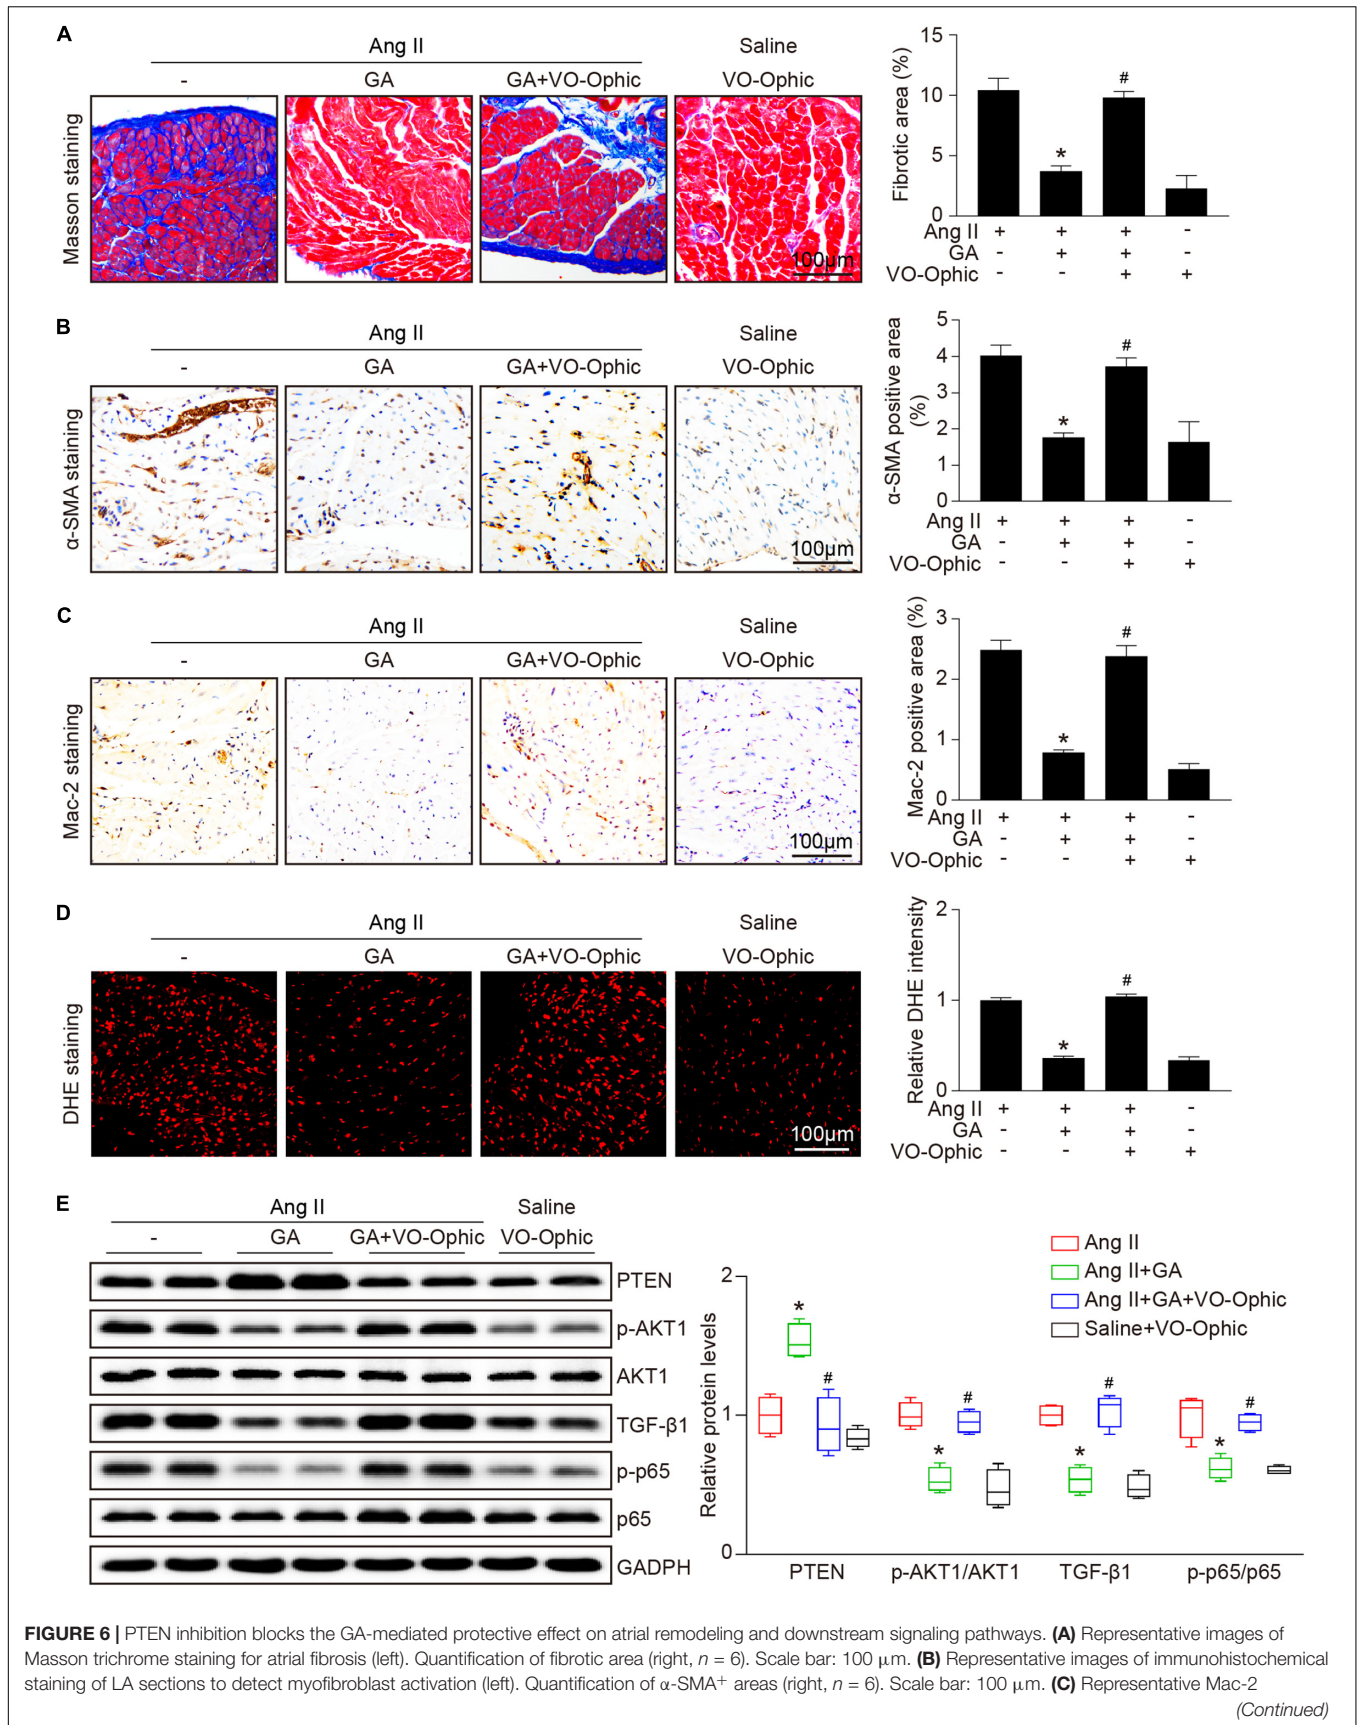 A
Ang II
Saline
-
GA
GA+VO-Ophic
VO-Ophic
Masson staining
100μm
Fibrotic area (%)
15
10
5
0
*
#
Ang II + + + -
GA - + + -
VO-Ophic - - + +
B
Ang II
Saline
-
GA
GA+VO-Ophic
VO-Ophic
α-SMA staining
100μm
α-SMA positive area
(%)
5
4
3
2
1
0
*
#
Ang II + + + -
GA - + + -
VO-Ophic - - + +
C
Ang II
Saline
-
GA
GA+VO-Ophic
VO-Ophic
Mac-2 staining
100μm
Mac-2 positive area (%)
3
2
1
0
*
#
Ang II + + + -
GA - + + -
VO-Ophic - - + +
D
Ang II
Saline
-
GA
GA+VO-Ophic
VO-Ophic
DHE staining
100μm
Relative DHE intensity
2
1
0
*
#
Ang II + + + -
GA - + + -
VO-Ophic - - + +
E
Ang II
Saline
-
GA
GA+VO-Ophic
VO-Ophic
PTEN
p-AKT1
AKT1
TGF-β1
p-p65
p65
GADPH
Ang II
Ang II+GA
Ang II+GA+VO-Ophic
Saline+VO-Ophic
Relative protein levels
2
1
0
*
#
*
#
*
#
*
#
PTEN
p-AKT1/AKT1
TGF-β1
p-p65/p65
FIGURE 6 | PTEN inhibition blocks the GA-mediated protective effect on atrial remodeling and downstream signaling pathways. (A) Representative images of
Masson trichrome staining for atrial fibrosis (left). Quantification of fibrotic area (right, n = 6). Scale bar: 100 μm. (B) Representative images of immunohistochemical
staining of LA sections to detect myofibroblast activation (left). Quantification of α-SMA+ areas (right, n = 6). Scale bar: 100 μm. (C) Representative Mac-2
(Continued)